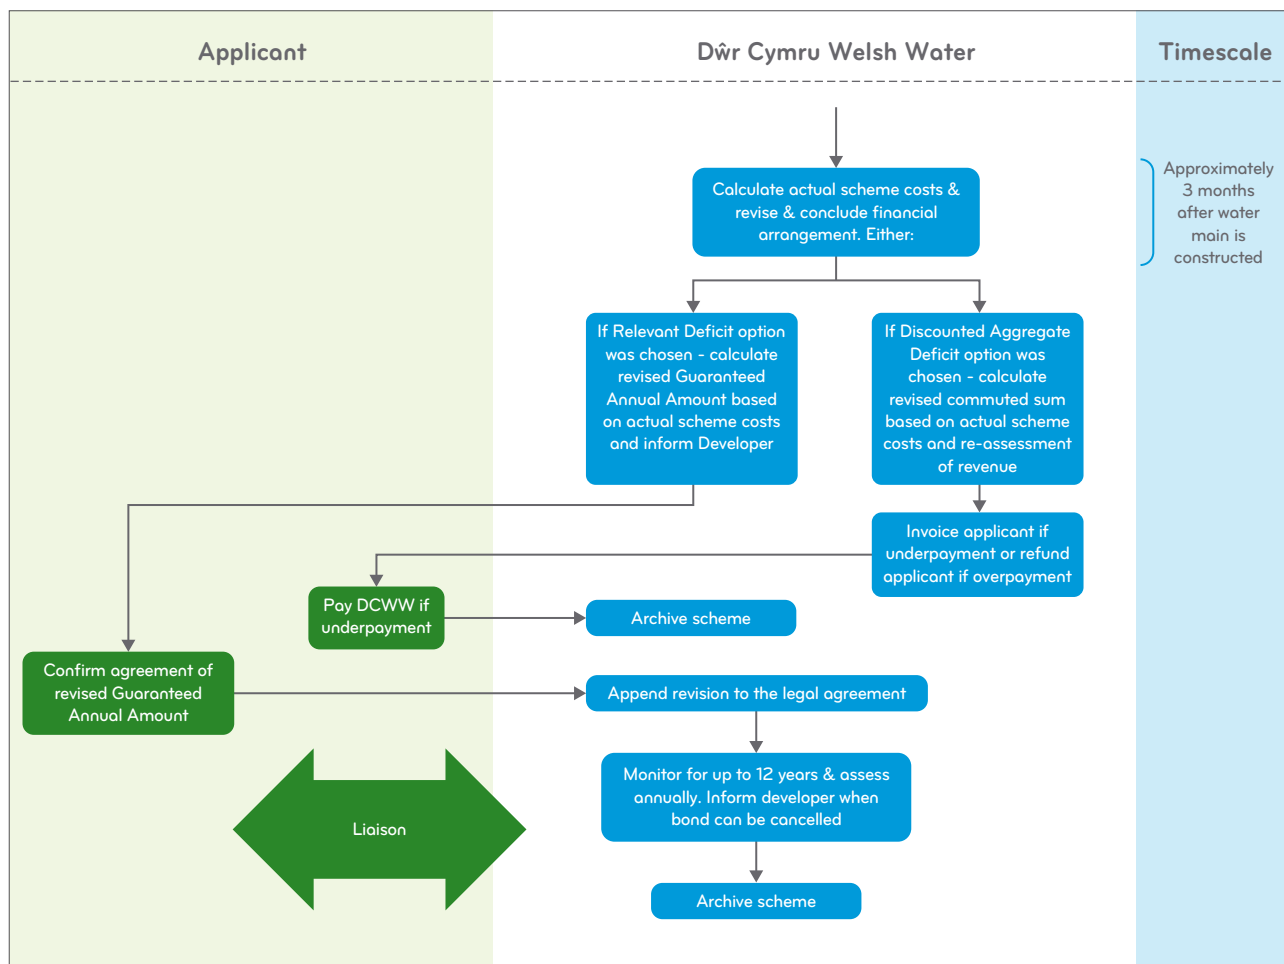 Applicant
Dŵr Cymru Welsh Water
Timescale
Calculate actual scheme costs &
revise & conclude financial
arrangement. Either:
Approximately
3 months
after water
main is
constructed
If Relevant Deficit option
was chosen - calculate
revised Guaranteed
Annual Amount based
on actual scheme costs
and inform Developer
If Discounted Aggregate
Deficit option was
chosen - calculate
revised commuted sum
based on actual scheme
costs and re-assessment
of revenue
Invoice applicant if
underpayment or refund
applicant if overpayment
Pay DCWW if
underpayment
Archive scheme
Confirm agreement of
revised Guaranteed
Annual Amount
Append revision to the legal agreement
Monitor for up to 12 years & assess
annually. Inform developer when
bond can be cancelled
Liaison
Archive scheme